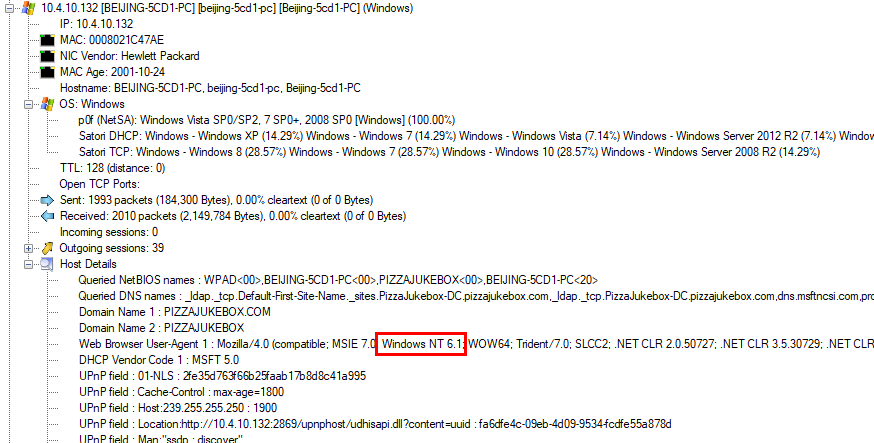 10.4.10.132 [BEIJING-5CD1-PC] [beijing-5cd1-pc] [Beijing-5CD1-PC] (Windows)
IP: 10.4.10.132
MAC: 0008021C47AE
NIC Vendor: Hewlett Packard
MAC Age: 2001-10-24
Hostname: BEIJING-5CD1-PC, beijing-5cd1-pc, Beijing-5CD1-PC
OS: Windows
p0f (NetSA): Windows Vista SP0/SP2, 7 SP0+, 2008 SP0 [Windows] (100.00%)
Satori DHCP: Windows - Windows XP (14.29%) Windows - Windows 7 (14.29%) Windows - Windows Vista (7.14%) Windows - Windows Server 2012 R2 (7.14%) Window
Satori TCP: Windows - Windows 8 (28.57%) Windows - Windows 7 (28.57%) Windows - Windows 10 (28.57%) Windows - Windows Server 2008 R2 (14.29%)
TTL: 128 (distance: 0)
Open TCP Ports:
Sent: 1993 packets (184,300 Bytes), 0.00% cleartext (0 of 0 Bytes)
Received: 2010 packets (2,149,784 Bytes), 0.00% cleartext (0 of 0 Bytes)
Incoming sessions: 0
Outgoing sessions: 39
Host Details
Queried NetBIOS names : WPAD<00>,BEIJING-5CD1-PC<00>,PIZZAJUKEBOX<00>,BEIJING-5CD1-PC<20>
Queried DNS names : _ldap._tcp.Default-First-Site-Name._sites.PizzaJukebox-DC.pizzajukebox.com,_ldap._tcp.PizzaJukebox-DC.pizzajukebox.com,dns.msftncsi.com,pro
Domain Name 1 : PIZZAJUKEBOX.COM
Domain Name 2 : PIZZAJUKEBOX
Web Browser User-Agent 1 : Mozilla/4.0 (compatible; MSIE 7.0 Windows NT 6.1; WOW64; Trident/7.0; SLCC2; .NET CLR 2.0.50727; .NET CLR 3.5.30729; .NET CLR
DHCP Vendor Code 1 : MSFT 5.0
UPnP field : 01-NLS : 2fe35d763f66b25faab17b8d8c41a995
UPnP field : Cache-Control : max-age=1800
UPnP field : Host:239.255.255.250 : 1900
UPnP field : Location:http://10.4.10.132:2869/upnphost/udhisapi.dll?content=uuid : fa6dfe4c-09eb-4d09-9534-fcdfe55a878d
UPnP field : Man:"ssdp : discover"